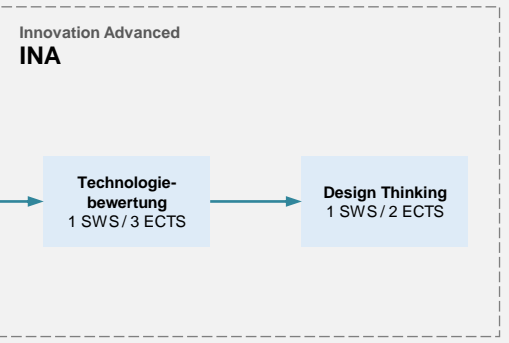 Innovation Advanced
INA
Technologie-
bewertung
1 SWS / 3 ECTS
Design Thinking
1 SWS / 2 ECTS